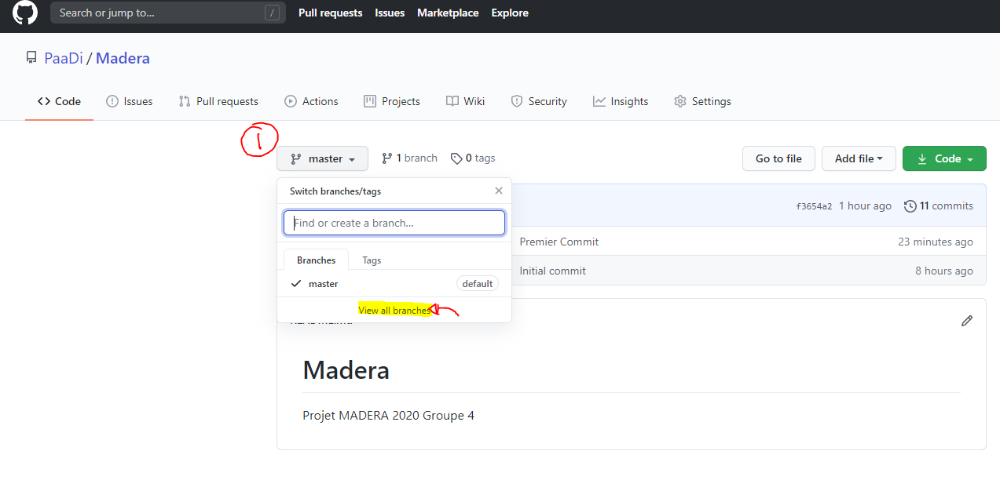 Search or jump to... /
Pull requests Issues Marketplace Explore
PaaDi / Madera
Code Issues Pull requests Actions Projects Wiki Security Insights Settings
1
master 1 branch 0 tags Go to file Add file Code
Switch branches/tags
f3654a2 1 hour ago 11 commits
Find or create a branch...
Premier Commit 23 minutes ago
Branches Tags
Initial commit 8 hours ago
master default
View all branches
Madera
Projet MADERA 2020 Groupe 4